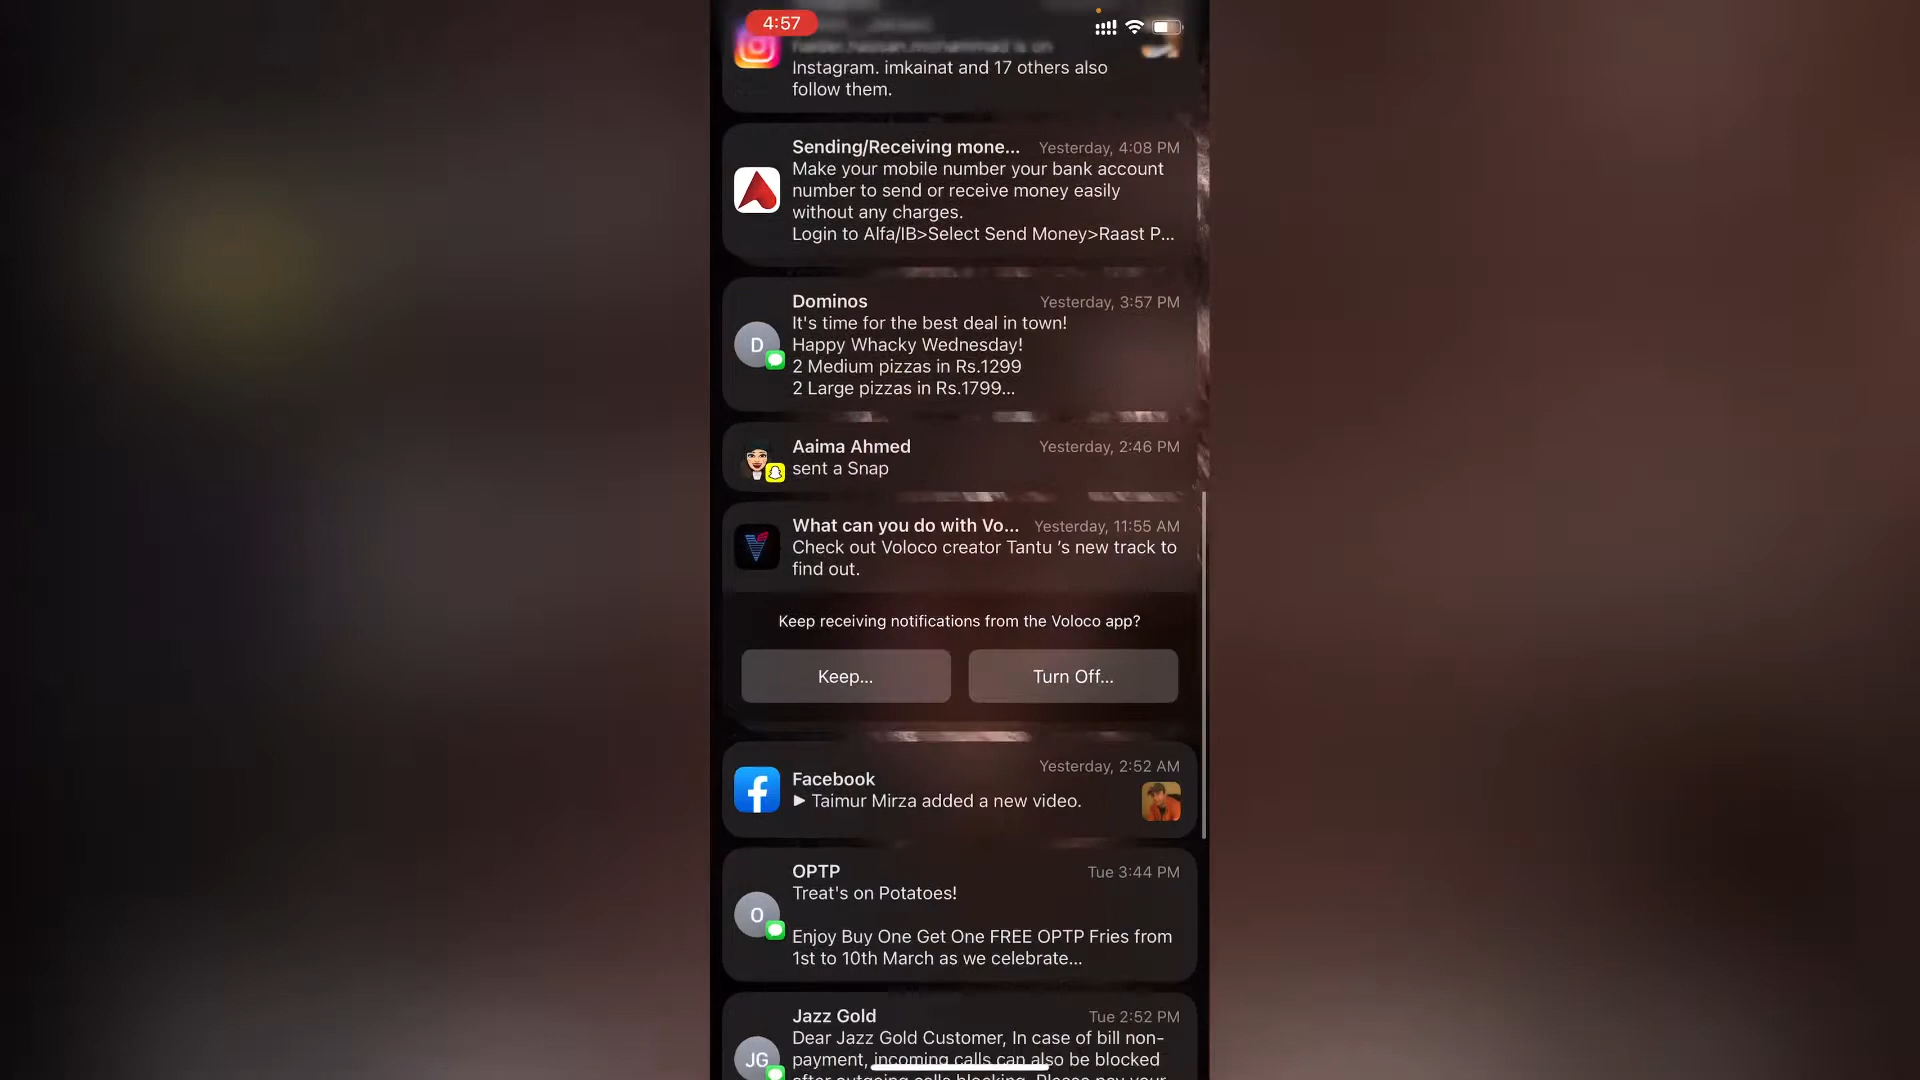 4:57
Instagram. imkainat and 17 others also
follow them.
Sending/Receiving mone... Yesterday, 4:08 PM
Make your mobile number your bank account
number to send or receive money easily
without any charges.
Login to Alfa/IB>Select Send Money>Raast P...
Dominos Yesterday, 3:57 PM
It's time for the best deal in town!
Happy Whacky Wednesday!
2 Medium pizzas in Rs.1299
2 Large pizzas in Rs.1799...
D
Aaima Ahmed Yesterday, 2:46 PM
sent a Snap
What can you do with Vo... Yesterday, 11:55 AM
Check out Voloco creator Tantu ’s new track to
find out.
Keep receiving notifications from the Voloco app?
Keep... Turn Off...
Yesterday, 2:52 AM
Facebook
▶ Taimur Mirza added a new video.
OPTP Tue 3:44 PM
Treat's on Potatoes!
O
Enjoy Buy One Get One FREE OPTP Fries from
1st to 10th March as we celebrate...
Jazz Gold Tue 2:52 PM
Dear Jazz Gold Customer, In case of bill non-
JG payment, incoming calls can also be blocked